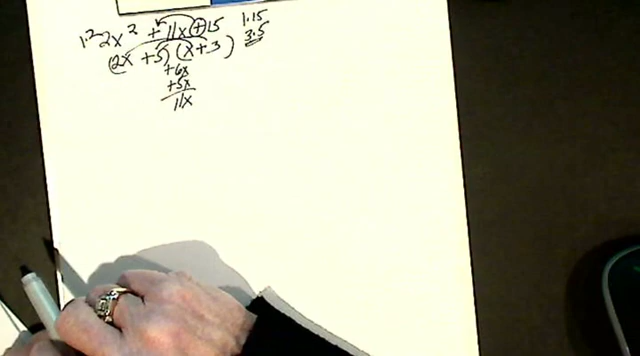 1·2 2x² + 11x + 15 1·15
3·5
(2x + 5)(x + 3)
+6x
+5x
11x